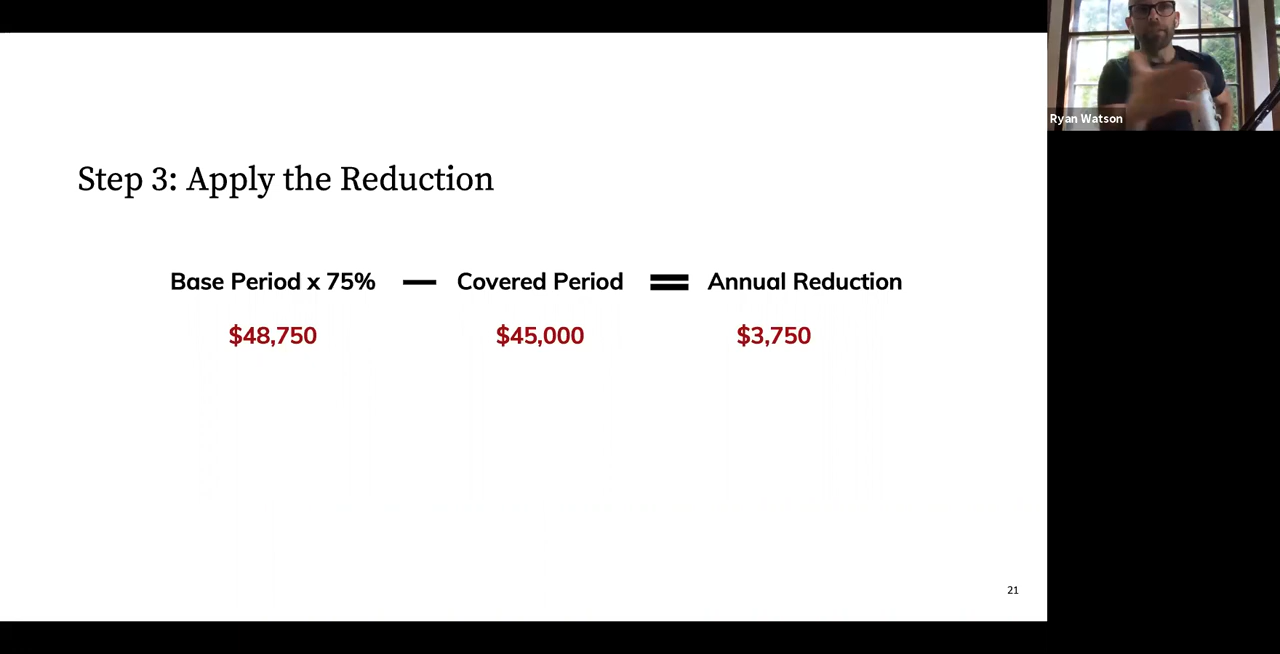 Ryan Watson
Step 3: Apply the Reduction
Base Period x 75% — Covered Period = Annual Reduction
$48,750 $45,000 $3,750
21